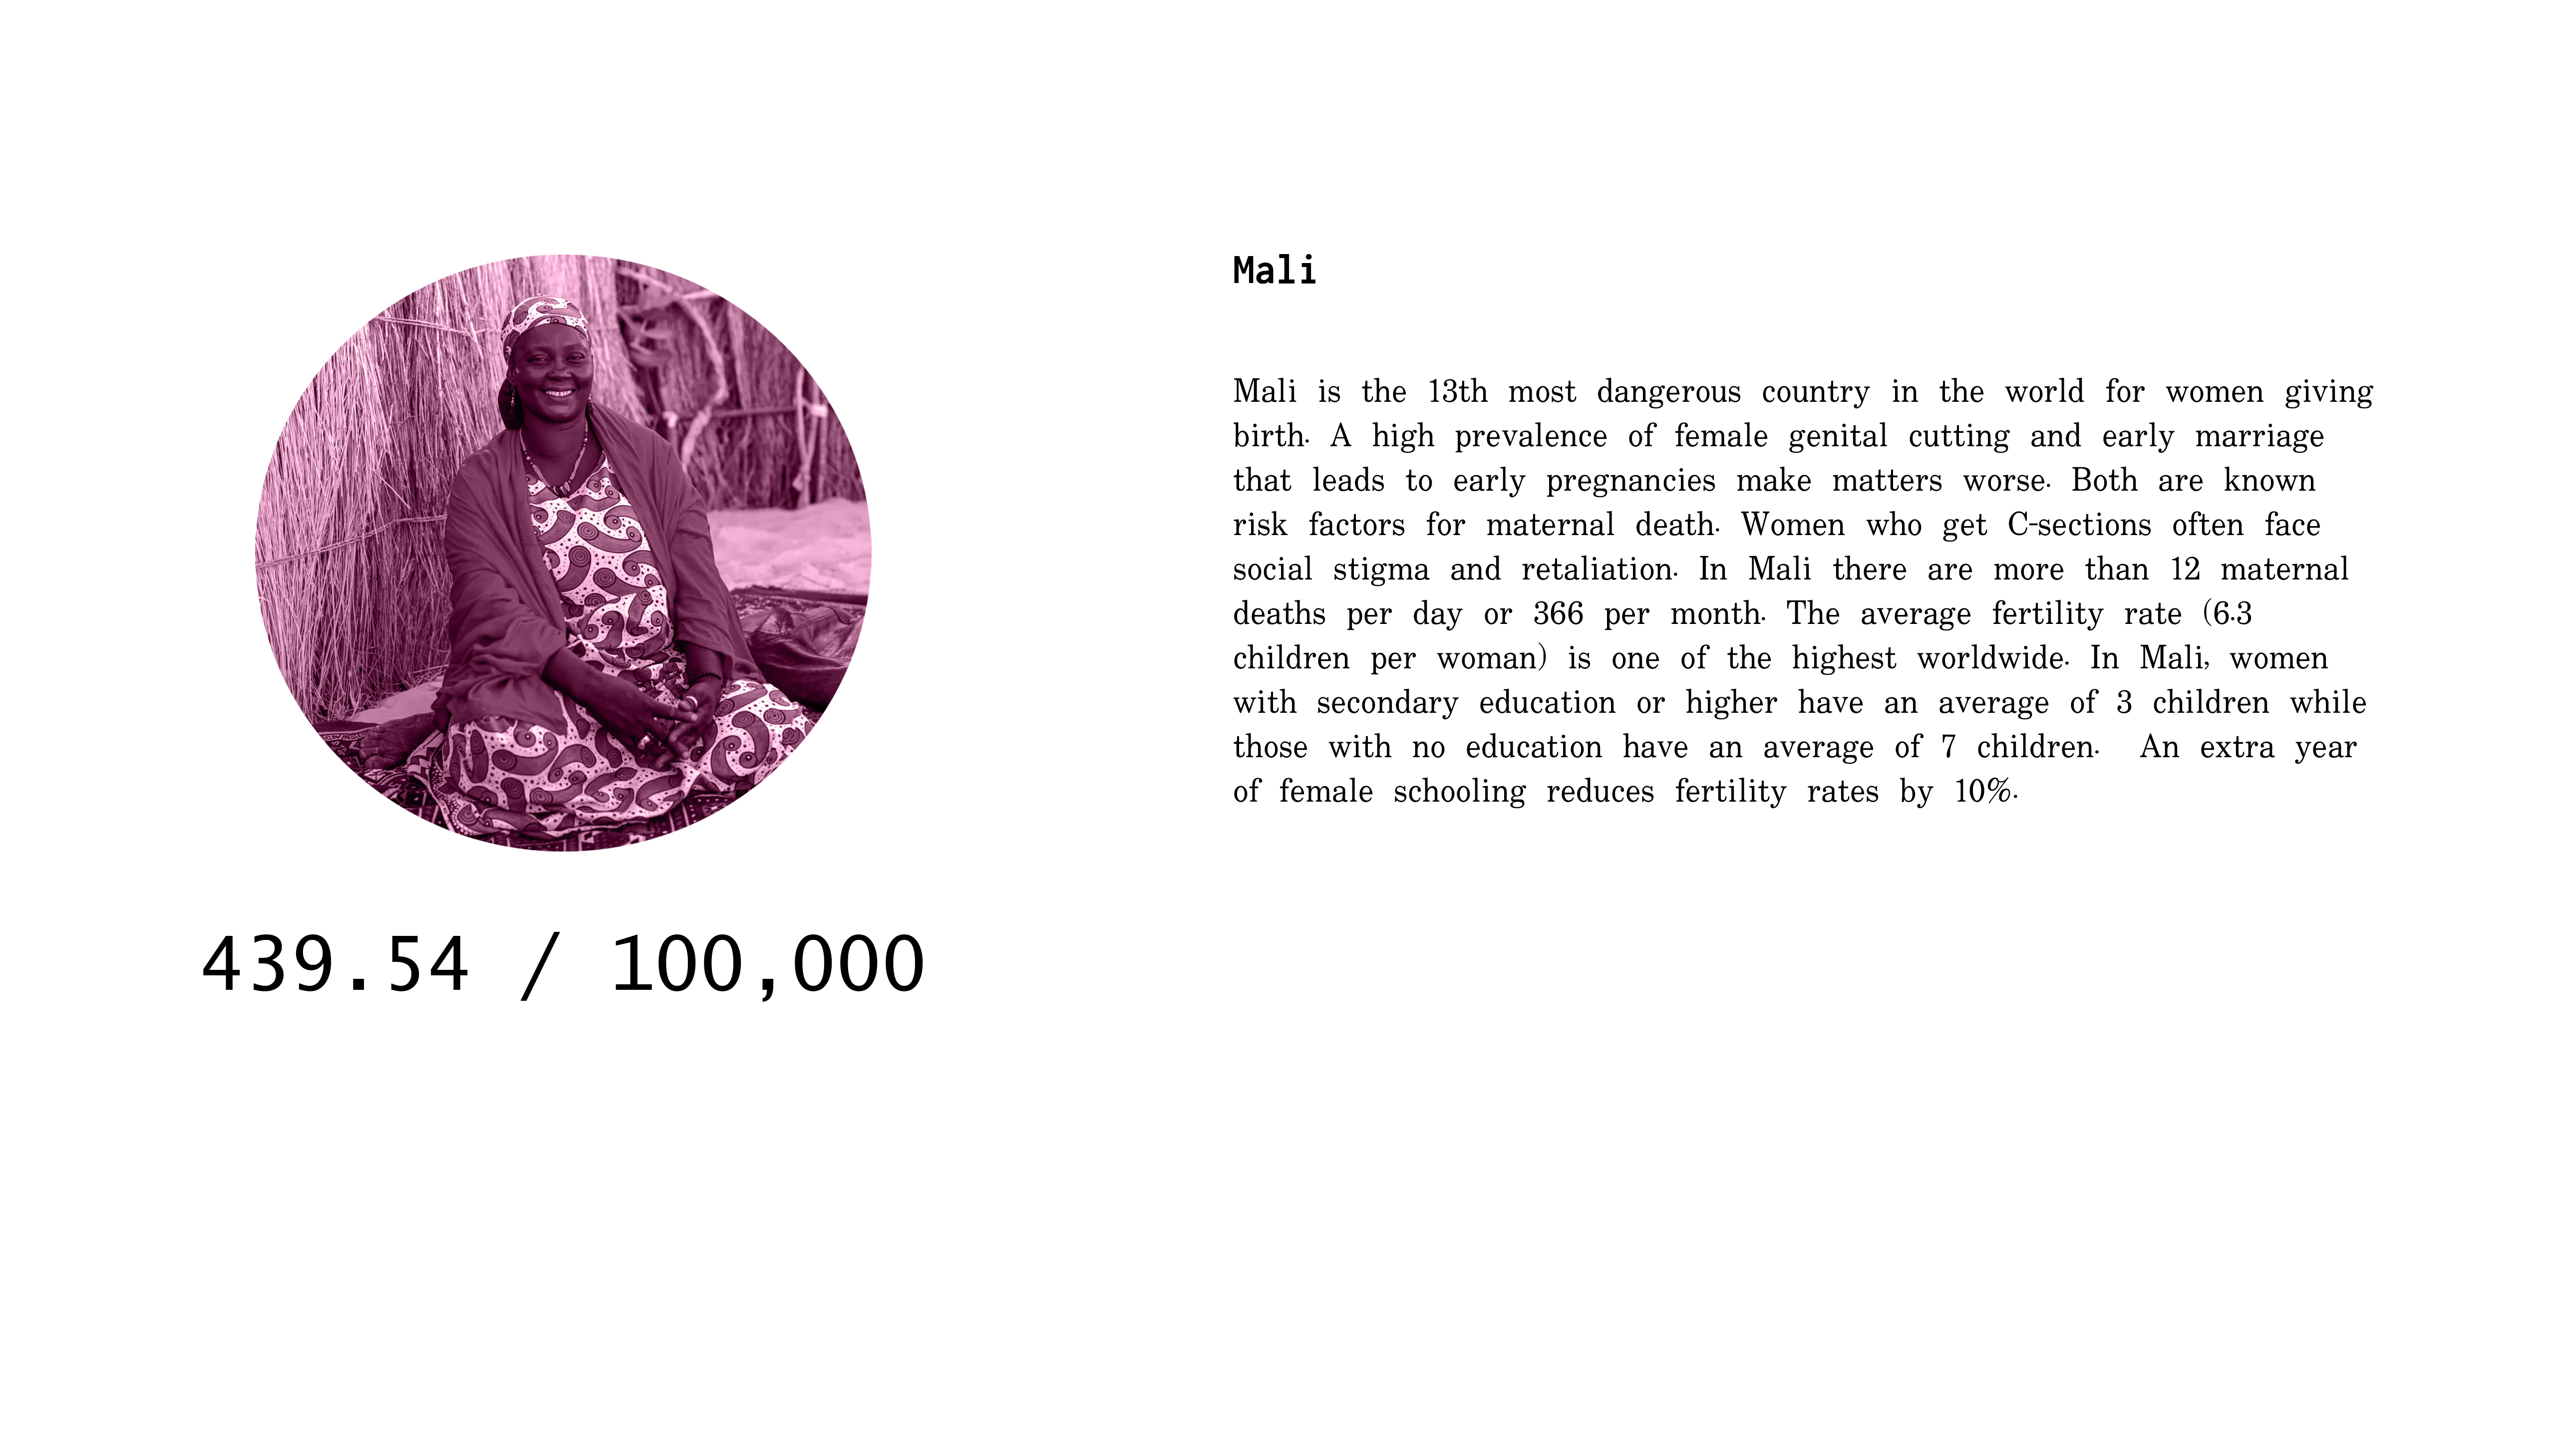 Mali
Mali is the 13th most dangerous country in the world for women giving
birth. A high prevalence of female genital cutting and early marriage
that leads to early pregnancies make matters worse. Both are known
risk factors for maternal death. Women who get C-sections often face
social stigma and retaliation. In Mali there are more than 12 maternal
deaths per day or 366 per month. The average fertility rate (6.3
children per woman) is one of the highest worldwide. In Mali, women
with secondary education or higher have an average of 3 children while
those with no education have an average of 7 children.  An extra year
of female schooling reduces fertility rates by 10%.
439.54 / 100,000